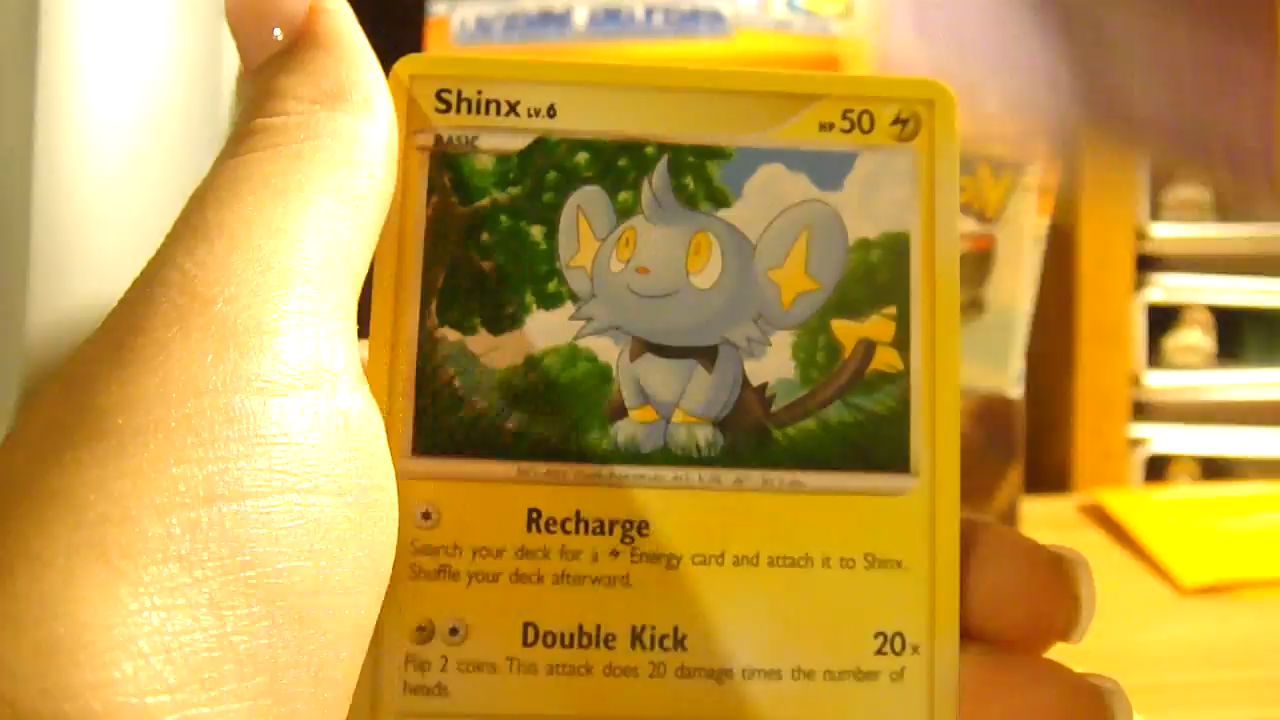 Shinx LV.6
HP 50
BASIC
Recharge
Search your deck for a Energy card and attach it to Shinx.
Shuffle your deck afterward.
Double Kick 20x
Flip 2 coins. This attack does 20 damage times the number of
heads.